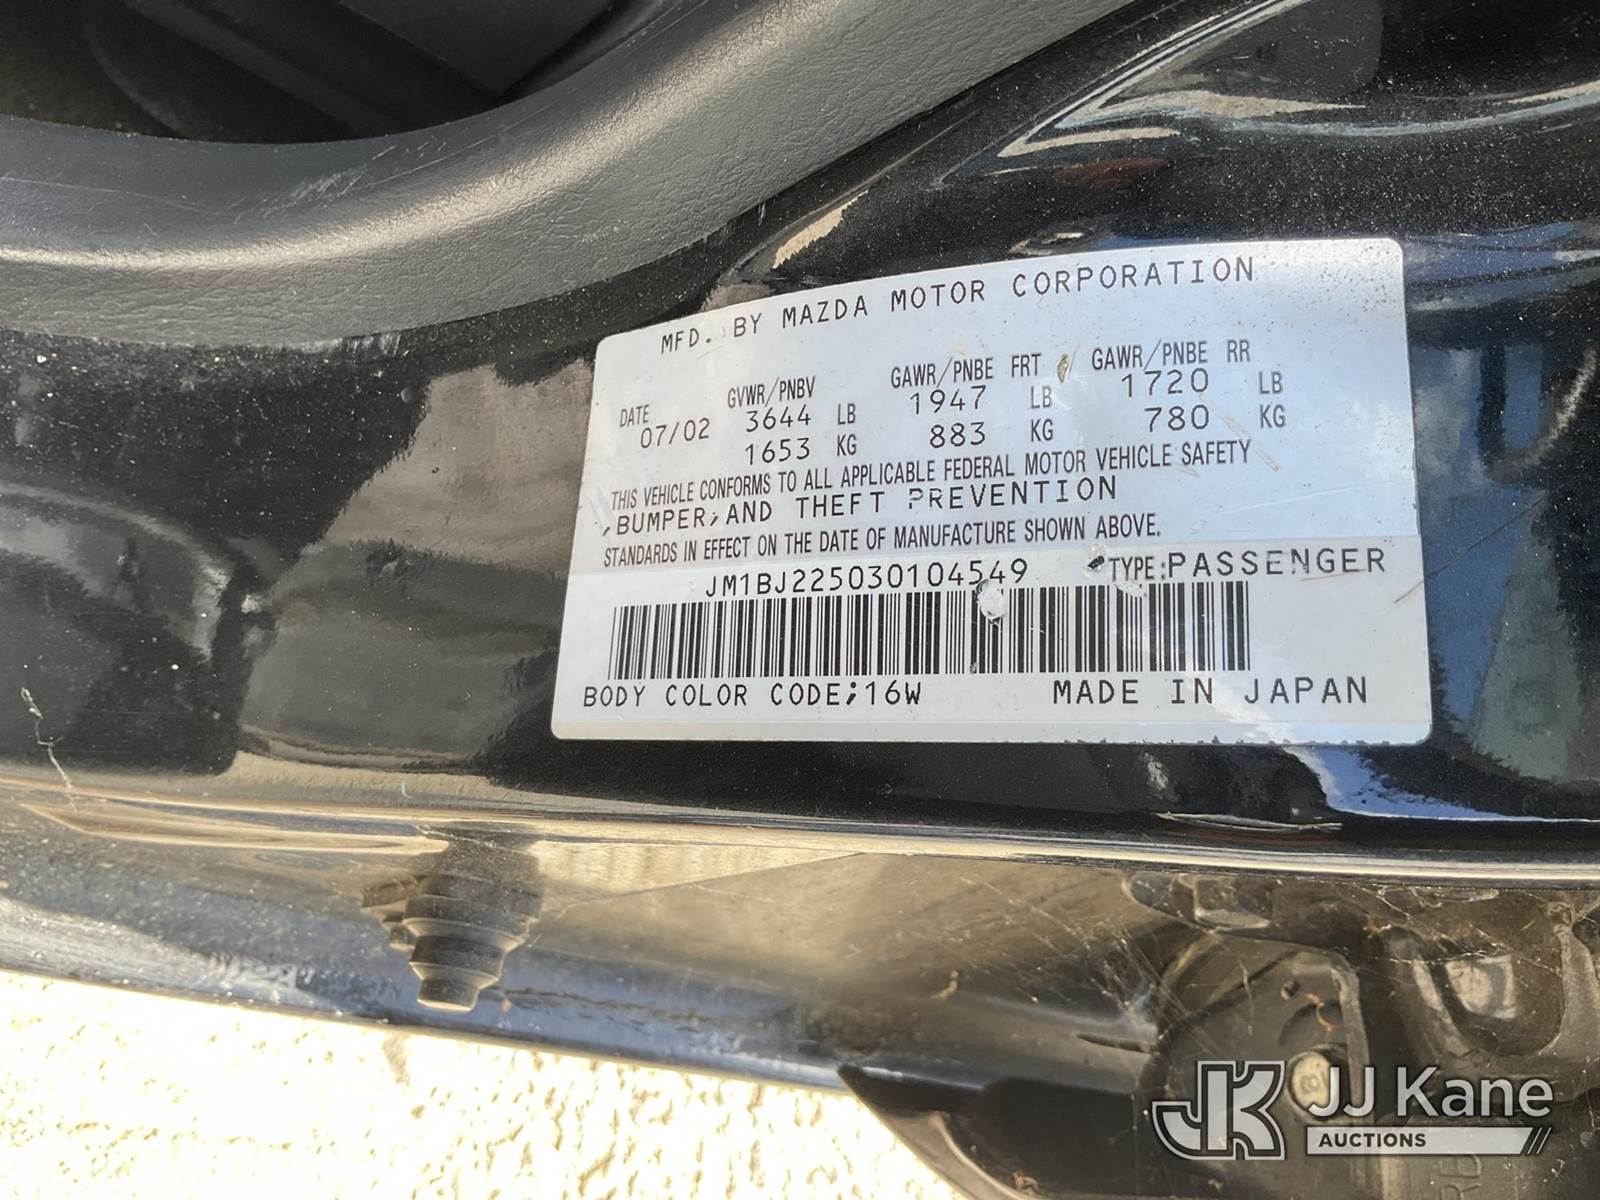 MFD. BY MAZDA MOTOR CORPORATION
DATE GVWR/PNBV GAWR/PNBE FRT GAWR/PNBE RR
07/02 3644 LB 1947 LB 1720 LB
1653 KG 883 KG 780 KG
THIS VEHICLE CONFORMS TO ALL APPLICABLE FEDERAL MOTOR VEHICLE SAFETY
,BUMPER,AND THEFT PREVENTION
STANDARDS IN EFFECT ON THE DATE OF MANUFACTURE SHOWN ABOVE.
JM1BJ225030104549 TYPE:PASSENGER
BODY COLOR CODE;16W MADE IN JAPAN
JK JJ Kane
AUCTIONS